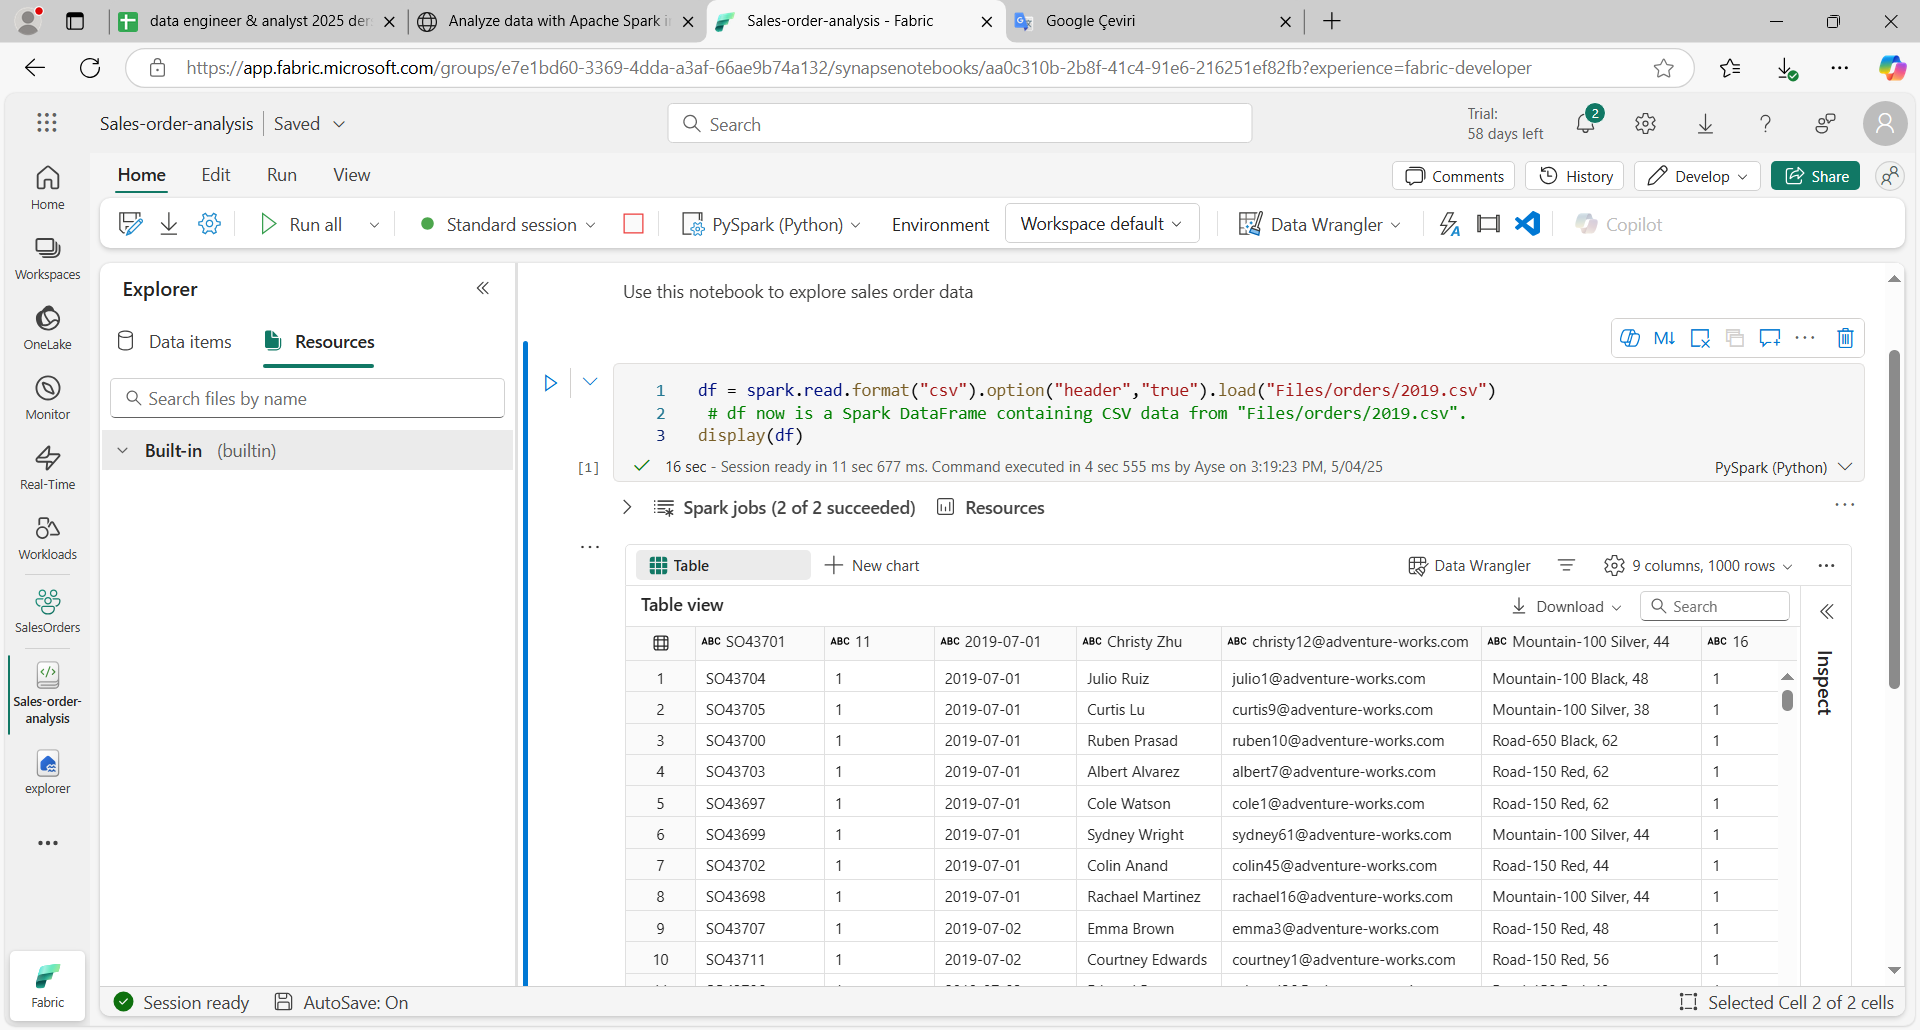 data engineer & analyst 2025 der
Analyze data with Apache Spark i
Sales-order-analysis - Fabric
Google Çeviri
https://app.fabric.microsoft.com/groups/e7e1bd60-3369-4dda-a3af-66ae9b74a132/synapsenotebooks/aa0c310b-2b8f-41c4-91e6-216251ef82fb?experience=fabric-developer
Sales-order-analysis
Saved
Search
Trial:
58 days left
2
Home
Edit
Run
View
Comments
History
Develop
Share
Run all
Standard session
PySpark (Python)
Environment
Workspace default
Data Wrangler
Copilot
Home
Workspaces
OneLake
Monitor
Real-Time
Workloads
SalesOrders
Sales-order-
analysis
explorer
Fabric
Explorer
Data items
Resources
Search files by name
Built-in (builtin)
Use this notebook to explore sales order data
M↓
1 df = spark.read.format("csv").option("header","true").load("Files/orders/2019.csv")
2 # df now is a Spark DataFrame containing CSV data from "Files/orders/2019.csv".
3 display(df)
[1]
16 sec - Session ready in 11 sec 677 ms. Command executed in 4 sec 555 ms by Ayse on 3:19:23 PM, 5/04/25
PySpark (Python)
Spark jobs (2 of 2 succeeded)
Resources
Table
New chart
Data Wrangler
9 columns, 1000 rows
Table view
Download
Search
Inspect
ABC SO43701 ABC 11 ABC 2019-07-01 ABC Christy Zhu ABC christy12@adventure-works.com ABC Mountain-100 Silver, 44 ABC 16
1 SO43704 1 2019-07-01 Julio Ruiz julio1@adventure-works.com Mountain-100 Black, 48 1
2 SO43705 1 2019-07-01 Curtis Lu curtis9@adventure-works.com Mountain-100 Silver, 38 1
3 SO43700 1 2019-07-01 Ruben Prasad ruben10@adventure-works.com Road-650 Black, 62 1
4 SO43703 1 2019-07-01 Albert Alvarez albert7@adventure-works.com Road-150 Red, 62 1
5 SO43697 1 2019-07-01 Cole Watson cole1@adventure-works.com Road-150 Red, 62 1
6 SO43699 1 2019-07-01 Sydney Wright sydney61@adventure-works.com Mountain-100 Silver, 44 1
7 SO43702 1 2019-07-01 Colin Anand colin45@adventure-works.com Road-150 Red, 44 1
8 SO43698 1 2019-07-01 Rachael Martinez rachael16@adventure-works.com Mountain-100 Silver, 44 1
9 SO43707 1 2019-07-02 Emma Brown emma3@adventure-works.com Road-150 Red, 48 1
10 SO43711 1 2019-07-02 Courtney Edwards courtney1@adventure-works.com Road-150 Red, 56 1
Session ready
AutoSave: On
Selected Cell 2 of 2 cells